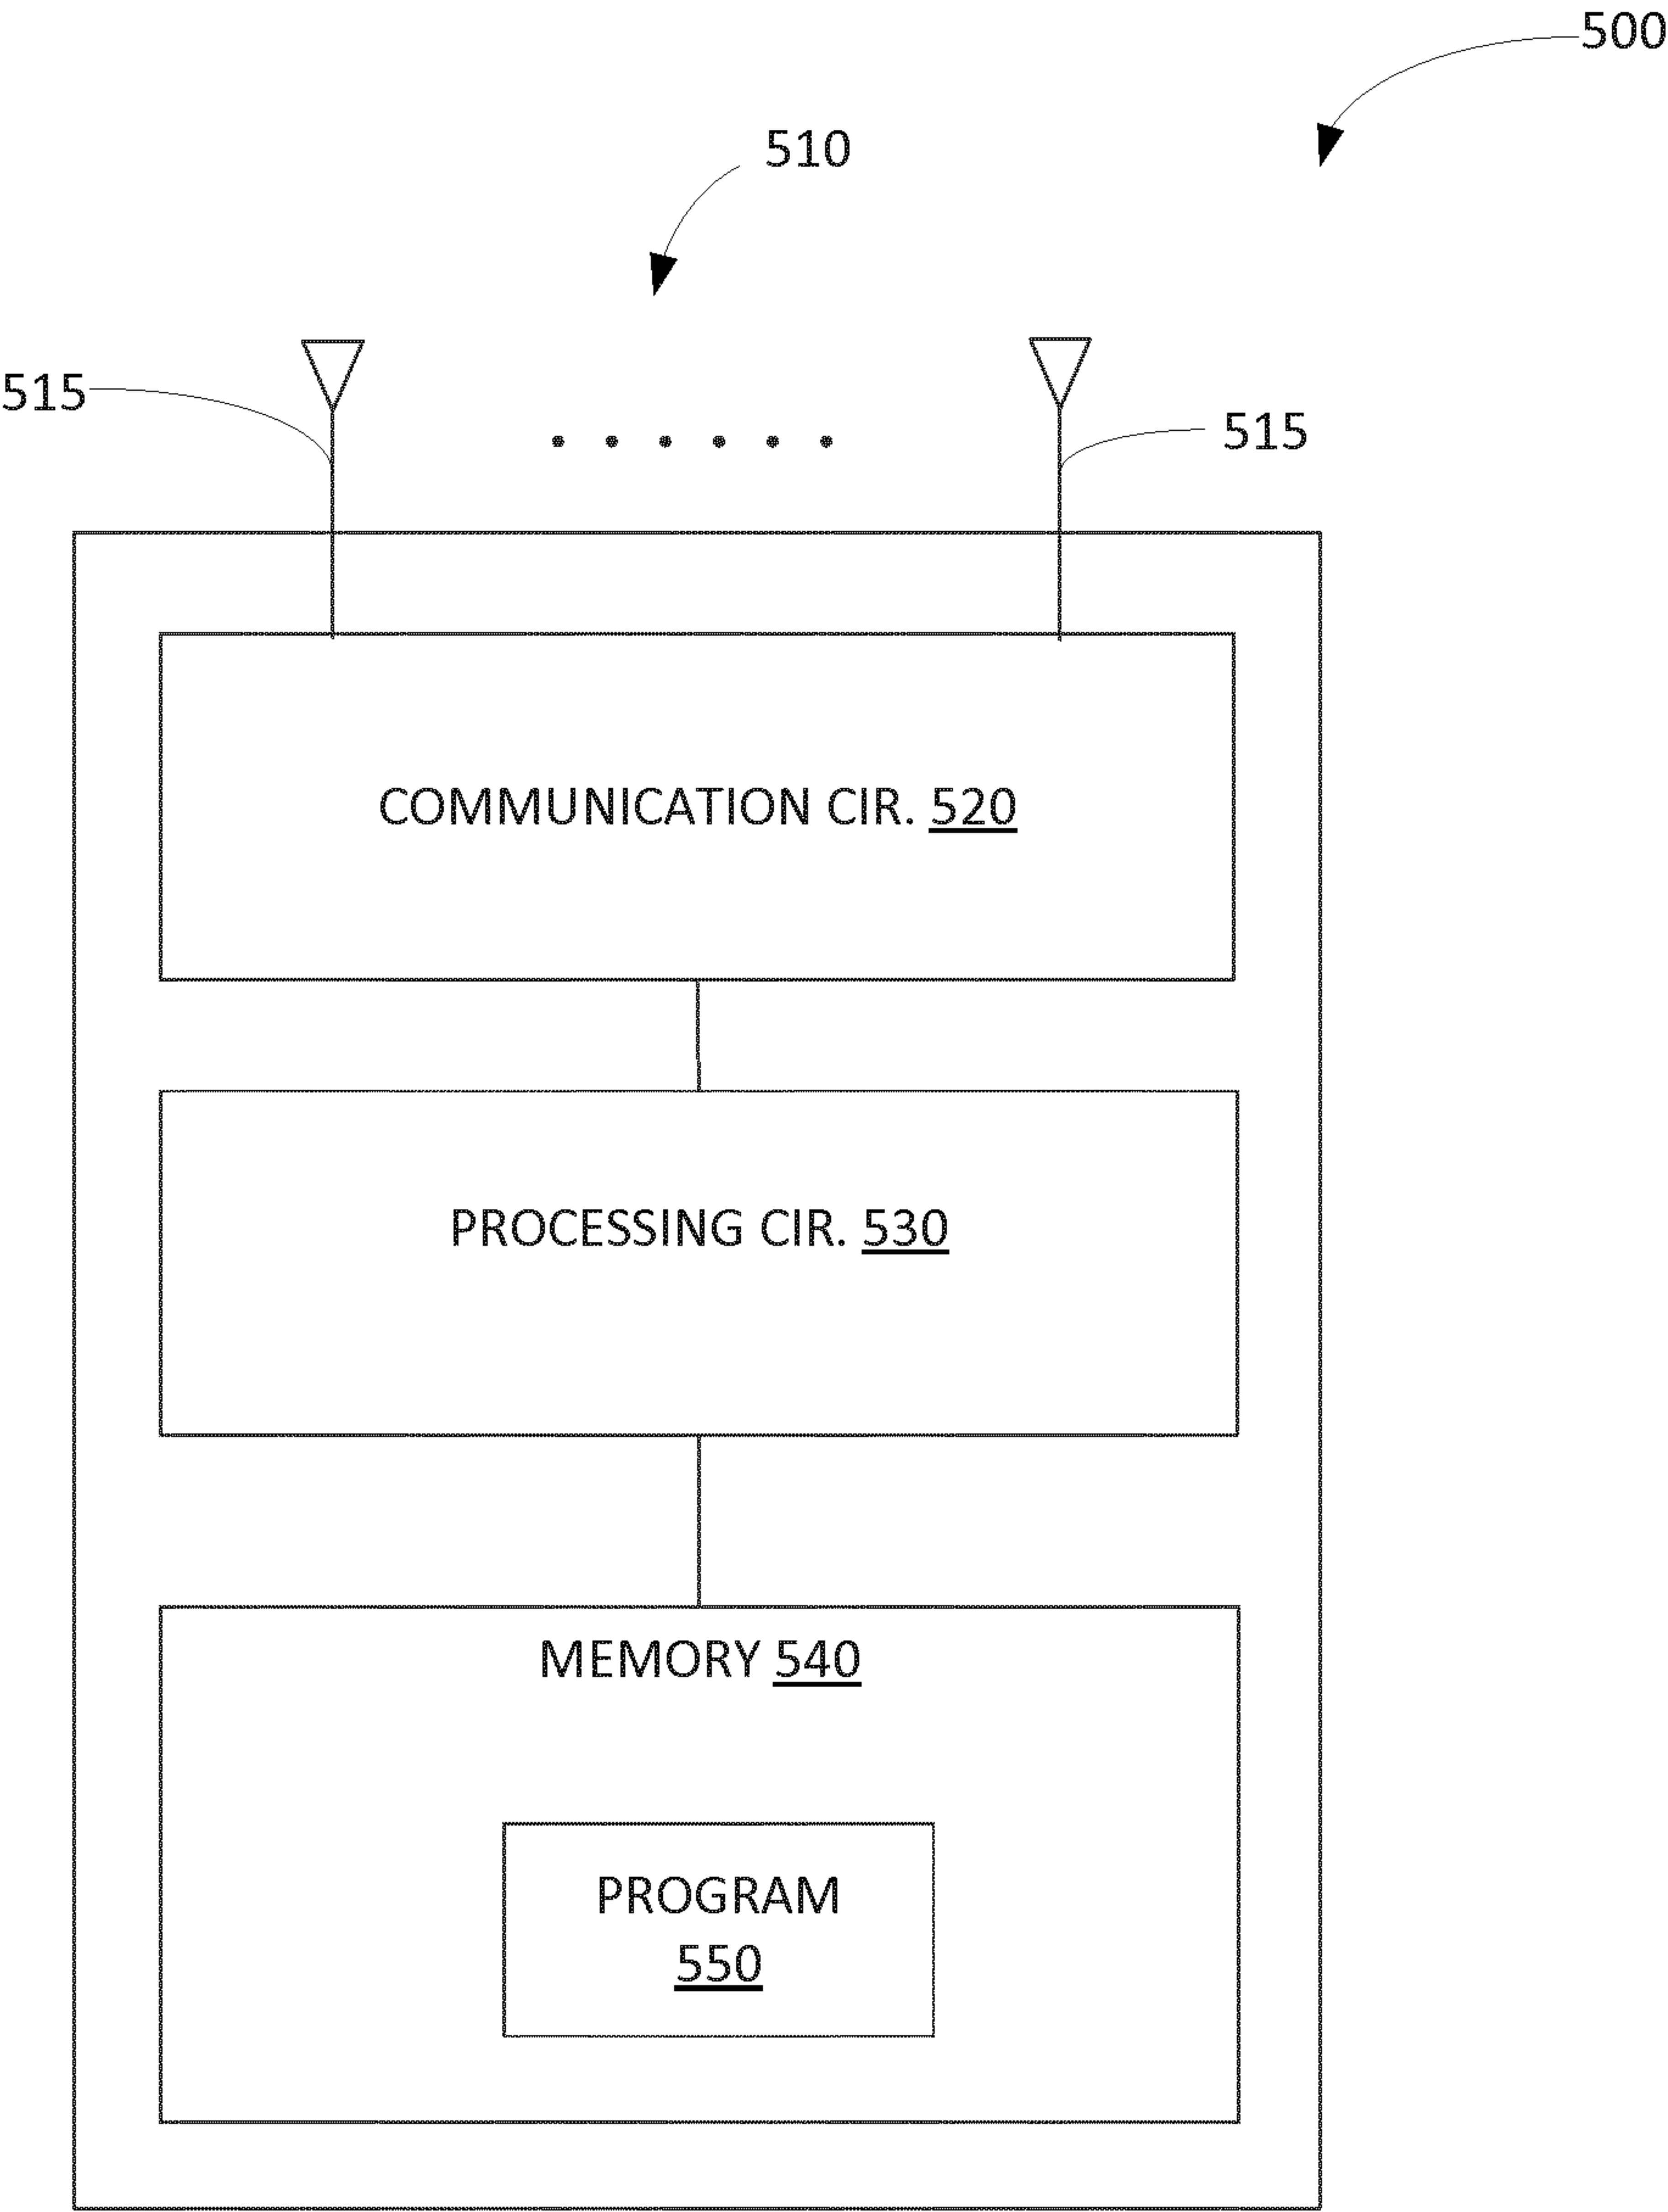 500
510
515
515
COMMUNICATION CIR. 520
PROCESSING CIR. 530
MEMORY 540
PROGRAM
550